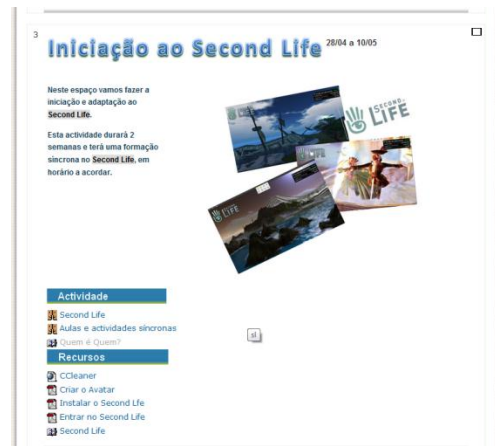 3
Iniciação ao Second Life 28/04 a 10/05
Neste espaço vamos fazer a
iniciação e adaptação ao
Second Life.
Esta actividade durará 2
semanas e terá uma formação
síncrona no Second Life, em
horário a acordar.
SECOND
LIFE
LIFE
Actividade
Second Life
Aulas e actividades síncronas
Quem é Quem?
sl
Recursos
CCleaner
Criar o Avatar
Instalar o Second Lfe
Entrar no Second Life
Second Life